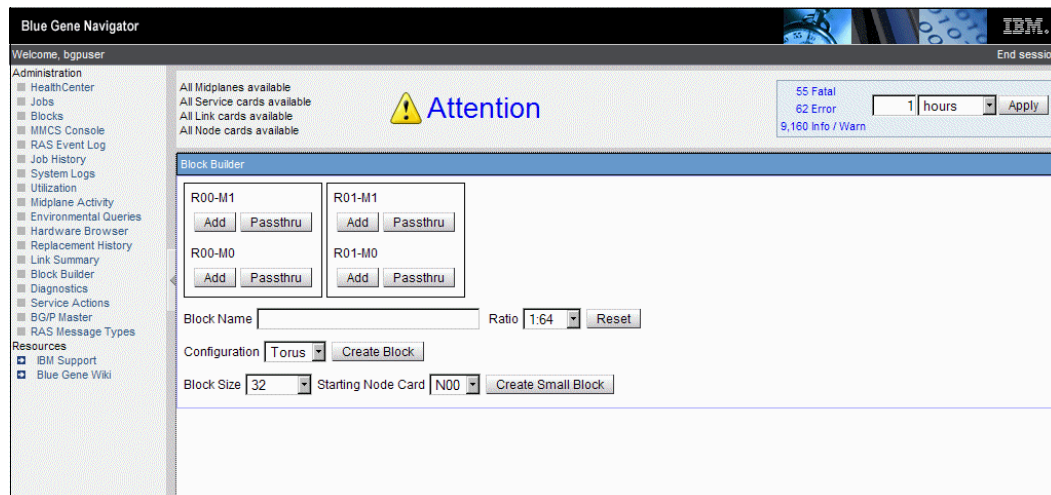 Blue Gene Navigator
IBM.
Welcome, bgpuser
End sessio
Administration
HealthCenter
Jobs
Blocks
MMCS Console
RAS Event Log
Job History
System Logs
Utilization
Midplane Activity
Environmental Queries
Hardware Browser
Replacement History
Link Summary
Block Builder
Diagnostics
Service Actions
BG/P Master
RAS Message Types
Resources
IBM Support
Blue Gene Wiki
All Midplanes available
All Service cards available
All Link cards available
All Node cards available
Attention
55 Fatal
62 Error
9,160 Info / Warn
1 hours Apply
Block Builder
R00-M1
Add Passthru
R00-M0
Add Passthru
R01-M1
Add Passthru
R01-M0
Add Passthru
Block Name Ratio 1:64 Reset
Configuration Torus Create Block
Block Size 32 Starting Node Card N00 Create Small Block